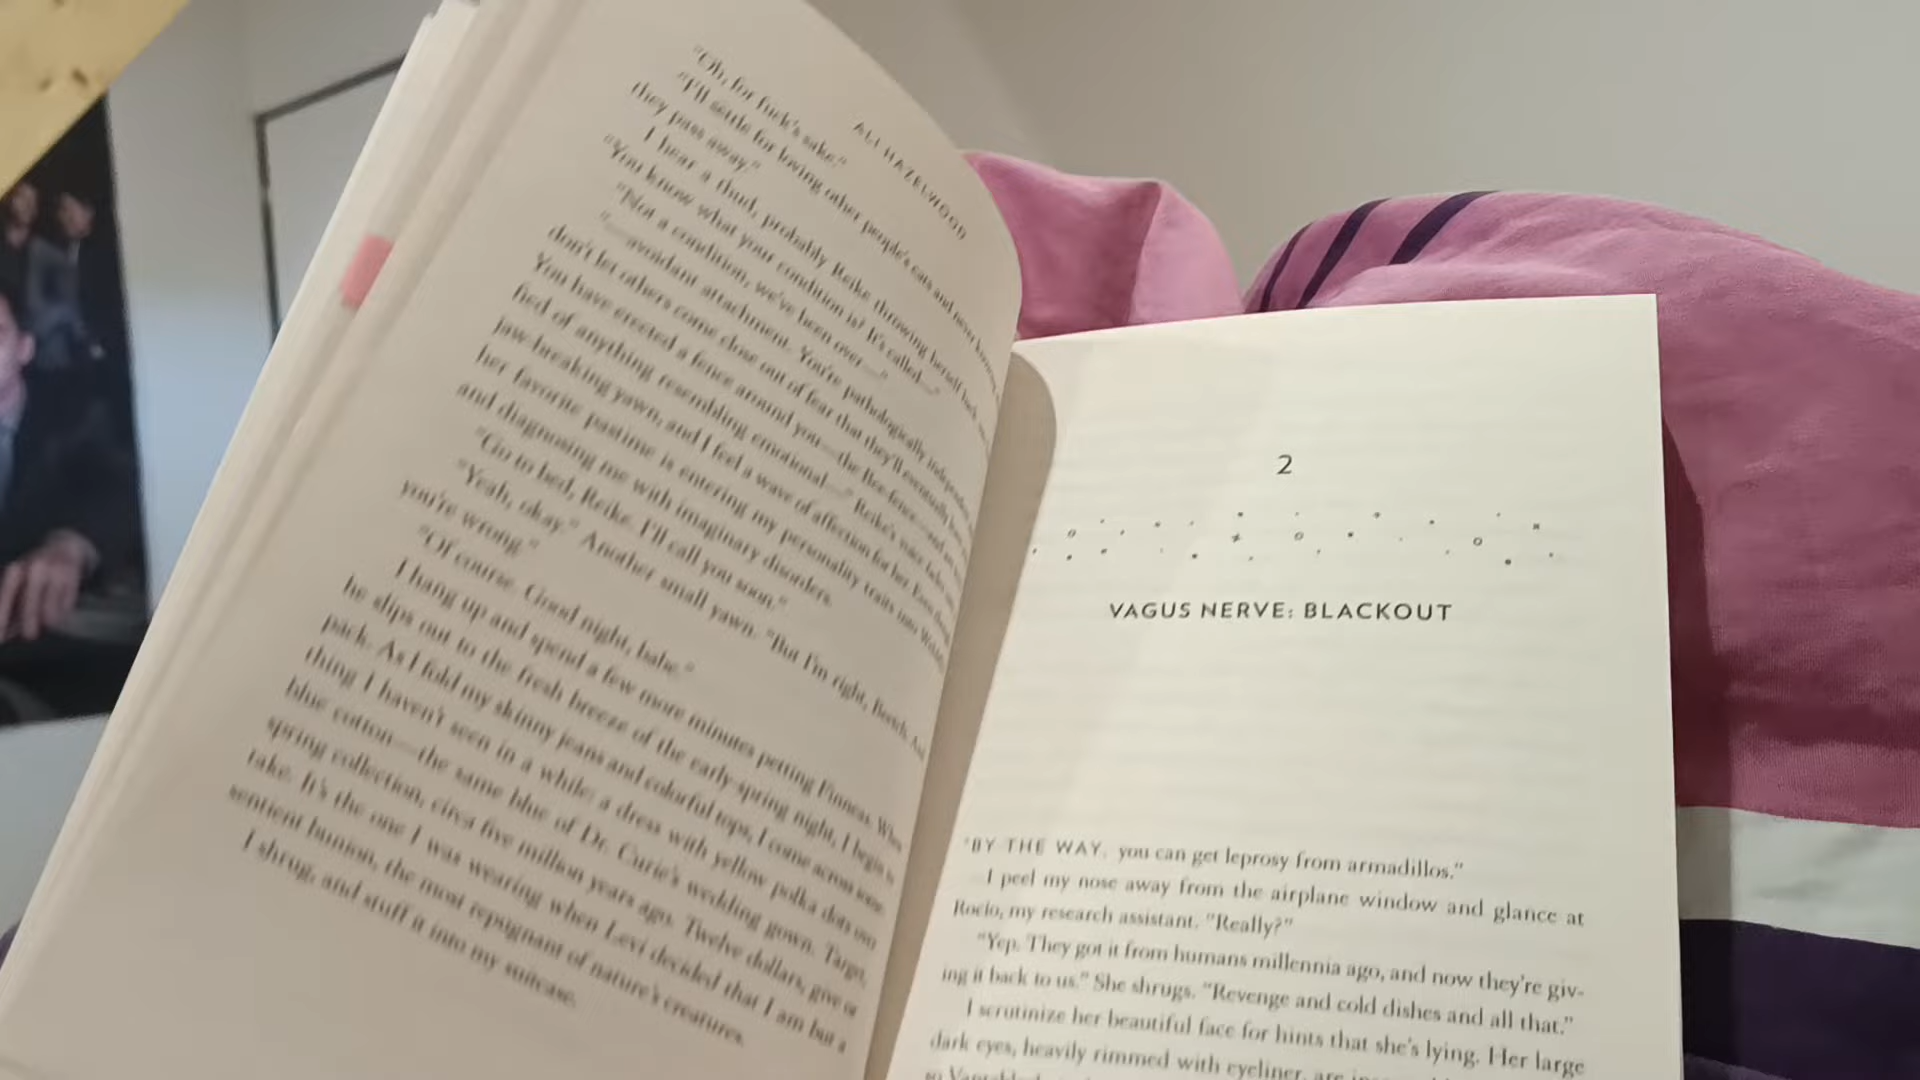 ALI HAZELWOOD
"Oh, for fuck's sake."
"I'll settle for loving other people's cats and never
they pass away."
I hear a thud, probably Reike throwing herself back
"You know what your condition is? It's called—"
"Not a condition, we've been over—"
"—avoidant attachment. You're pathologically
don't let others come close out of fear that they'll eventually
You have erected a fence around you—the Bee-fence—and
fied of anything resembling emotional—" Reike's voice
jaw-breaking yawn, and I feel a wave of affection for her. Even
her favorite pastime is entering my personality traits into
and diagnosing me with imaginary disorders.
"Go to bed, Reike. I'll call you soon."
"Yeah, okay." Another small yawn. "But I'm right,
you're wrong."
"Of course. Good night, babe."
I hang up and spend a few more minutes petting Finneas. When
he slips out to the fresh breeze of the early-spring night, I begin to
pack. As I fold my skinny jeans and colorful tops, I come across some-
thing I haven't seen in a while: a dress with yellow polka dots over
blue cotton—the same blue of Dr. Curie's wedding gown. Target,
spring collection, circa five million years ago. Twelve dollars, give or
take. It's the one I was wearing when Levi decided that I am but a
sentient bunion, the most repugnant of nature's creatures.
I shrug, and stuff it into my suitcase.
2
VAGUS NERVE: BLACKOUT
"BY THE WAY, you can get leprosy from armadillos."
I peel my nose away from the airplane window and glance at
Rocío, my research assistant. "Really?"
"Yep. They got it from humans millennia ago, and now they're giv-
ing it back to us." She shrugs. "Revenge and cold dishes and all that."
I scrutinize her beautiful face for hints that she's lying. Her large
dark eyes, heavily rimmed with eyeliner, are